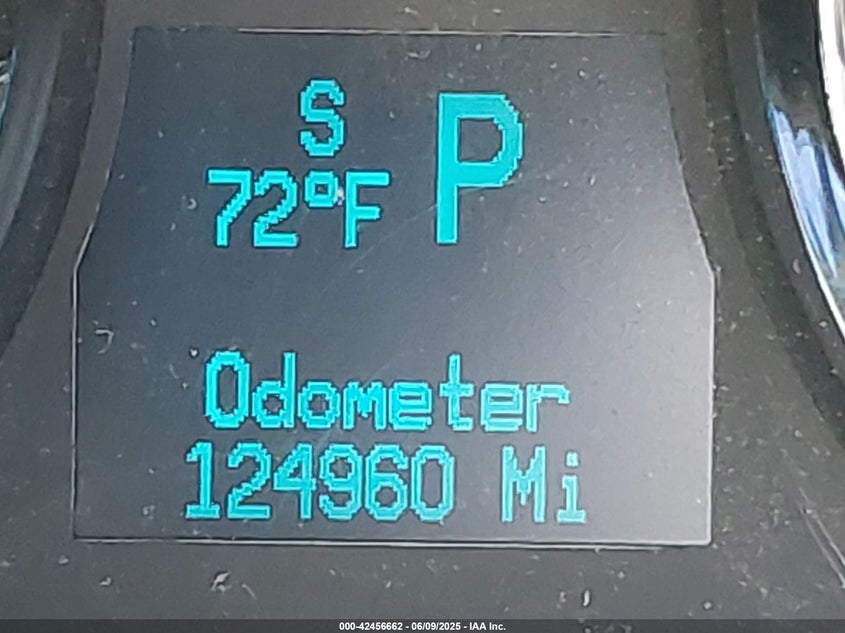 S
72°F P
Odometer
124960 Mi
000-42456662 - 06/09/2025 - IAA Inc.